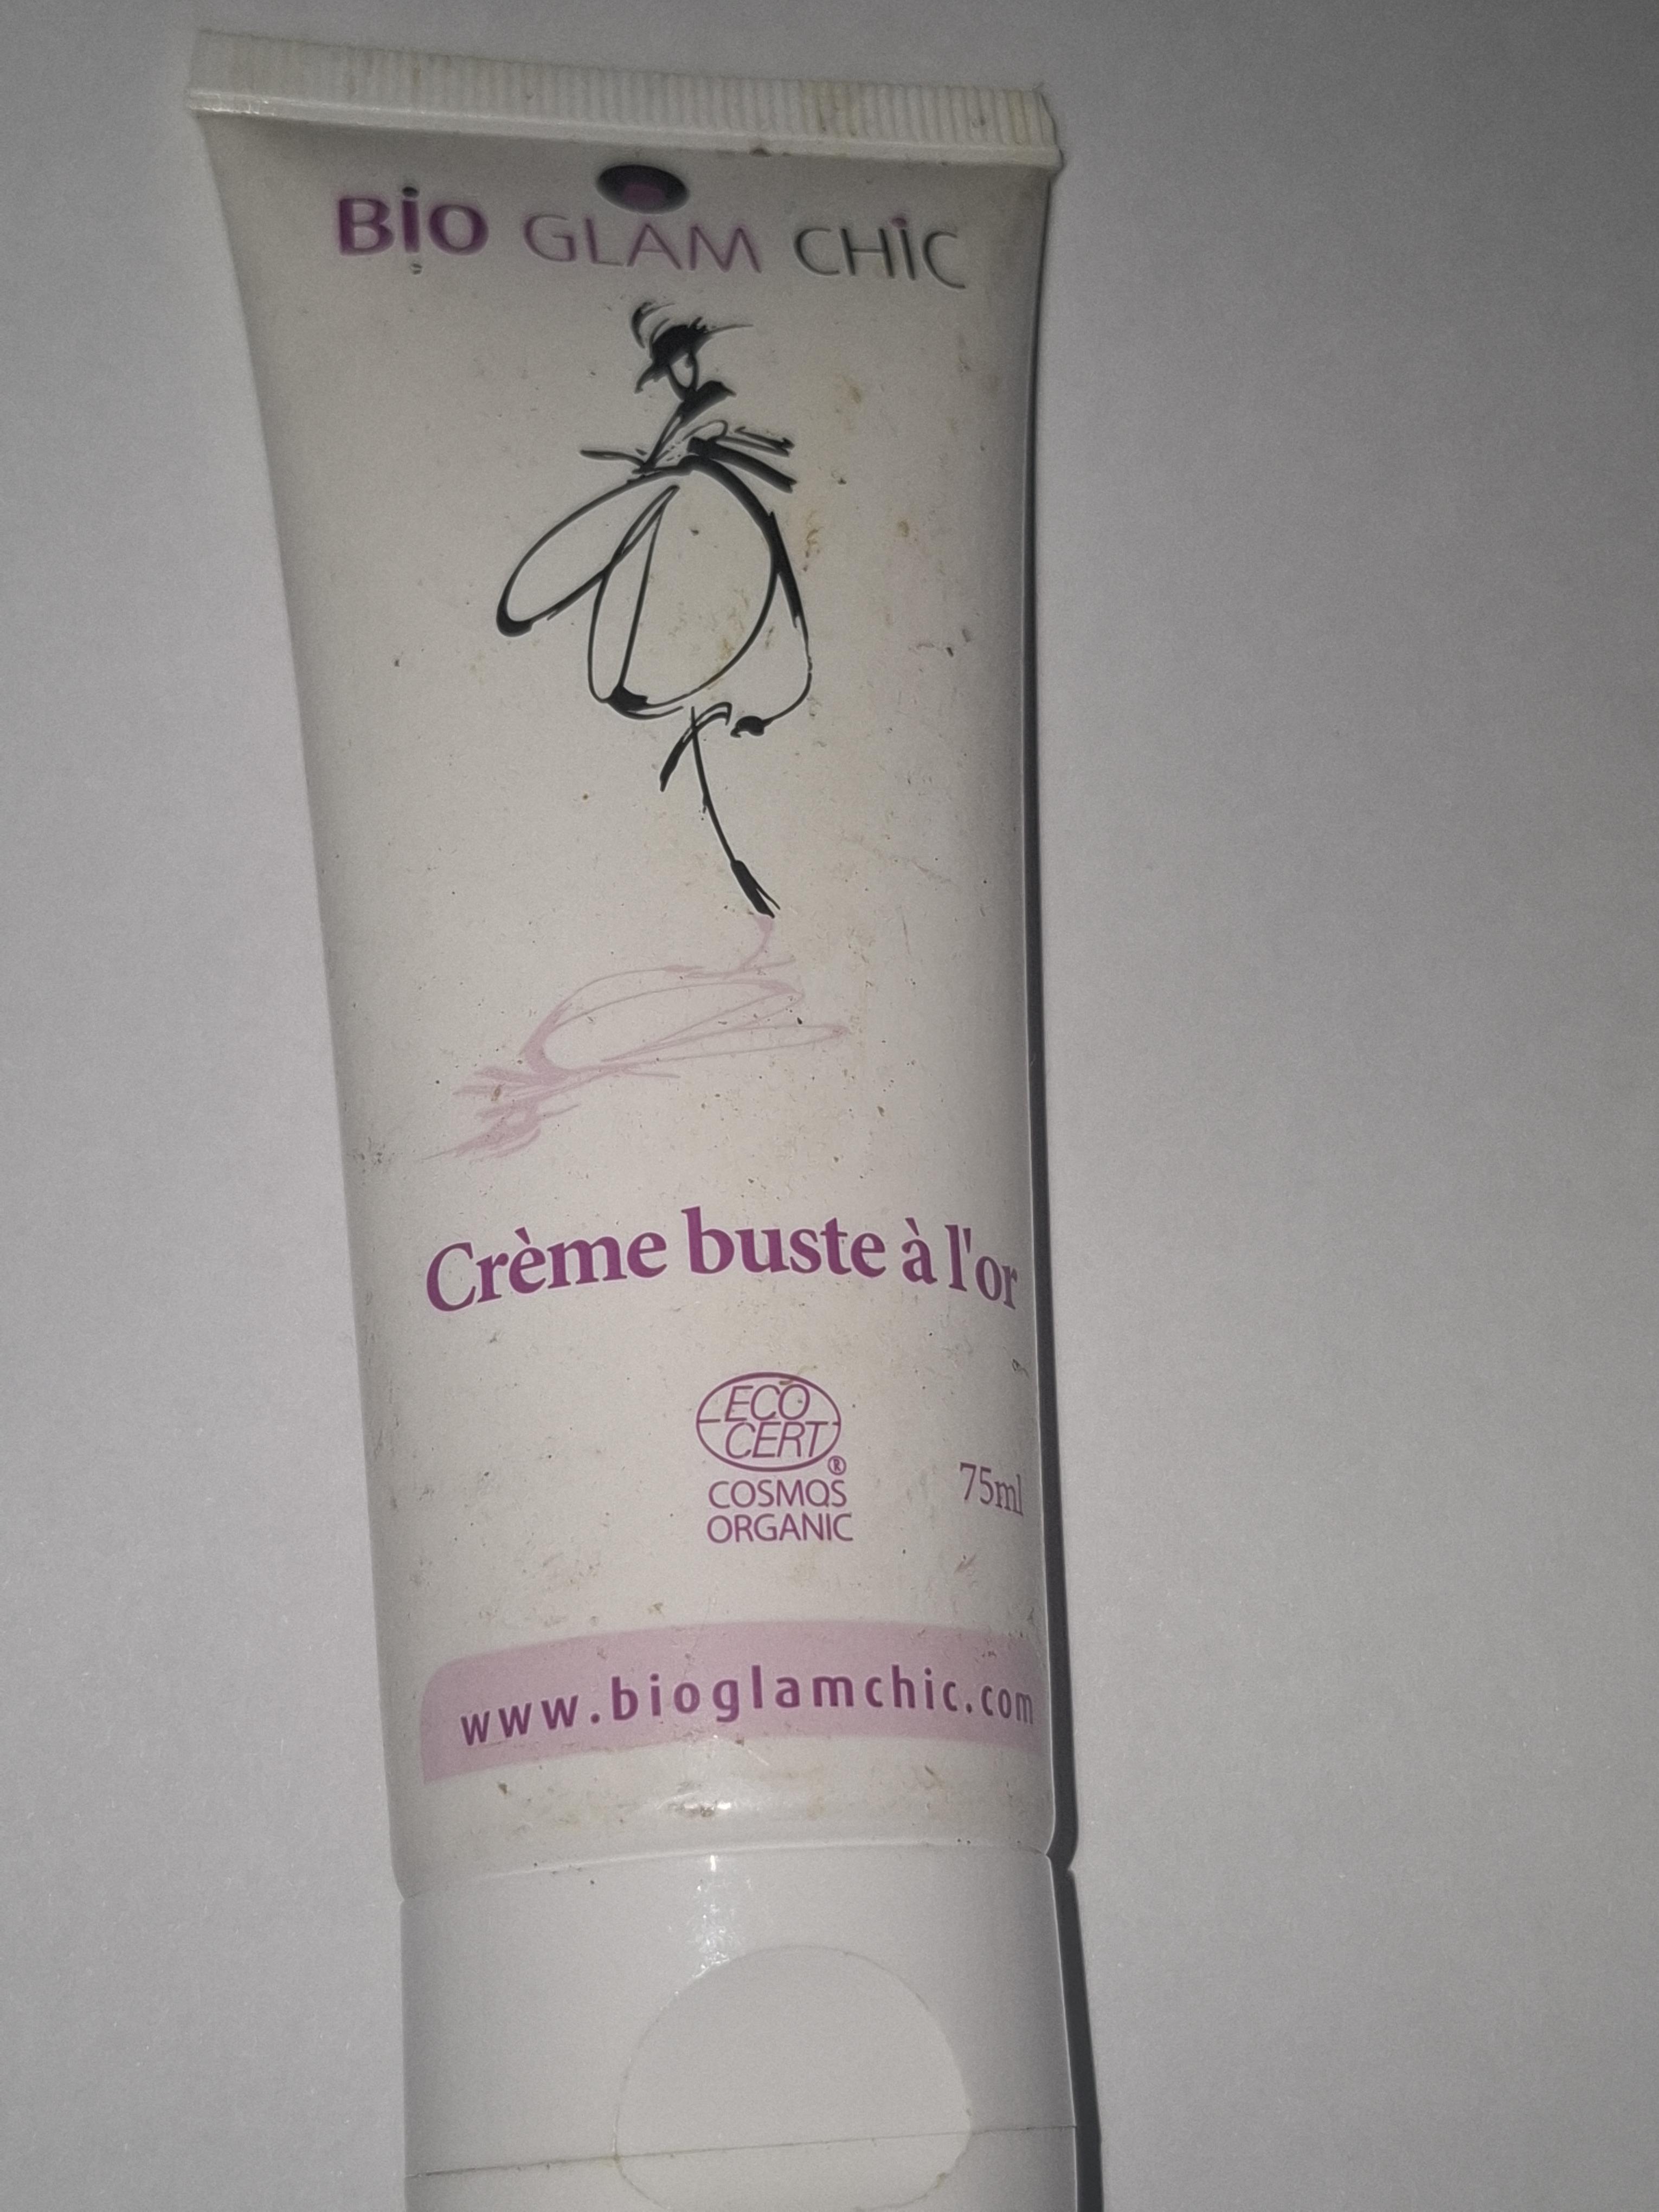 BiO GLAM CHiC
Crème buste à l'or
ECO
CERT
®
COSMOS
ORGANIC
75ml
www.bioglamchic.com